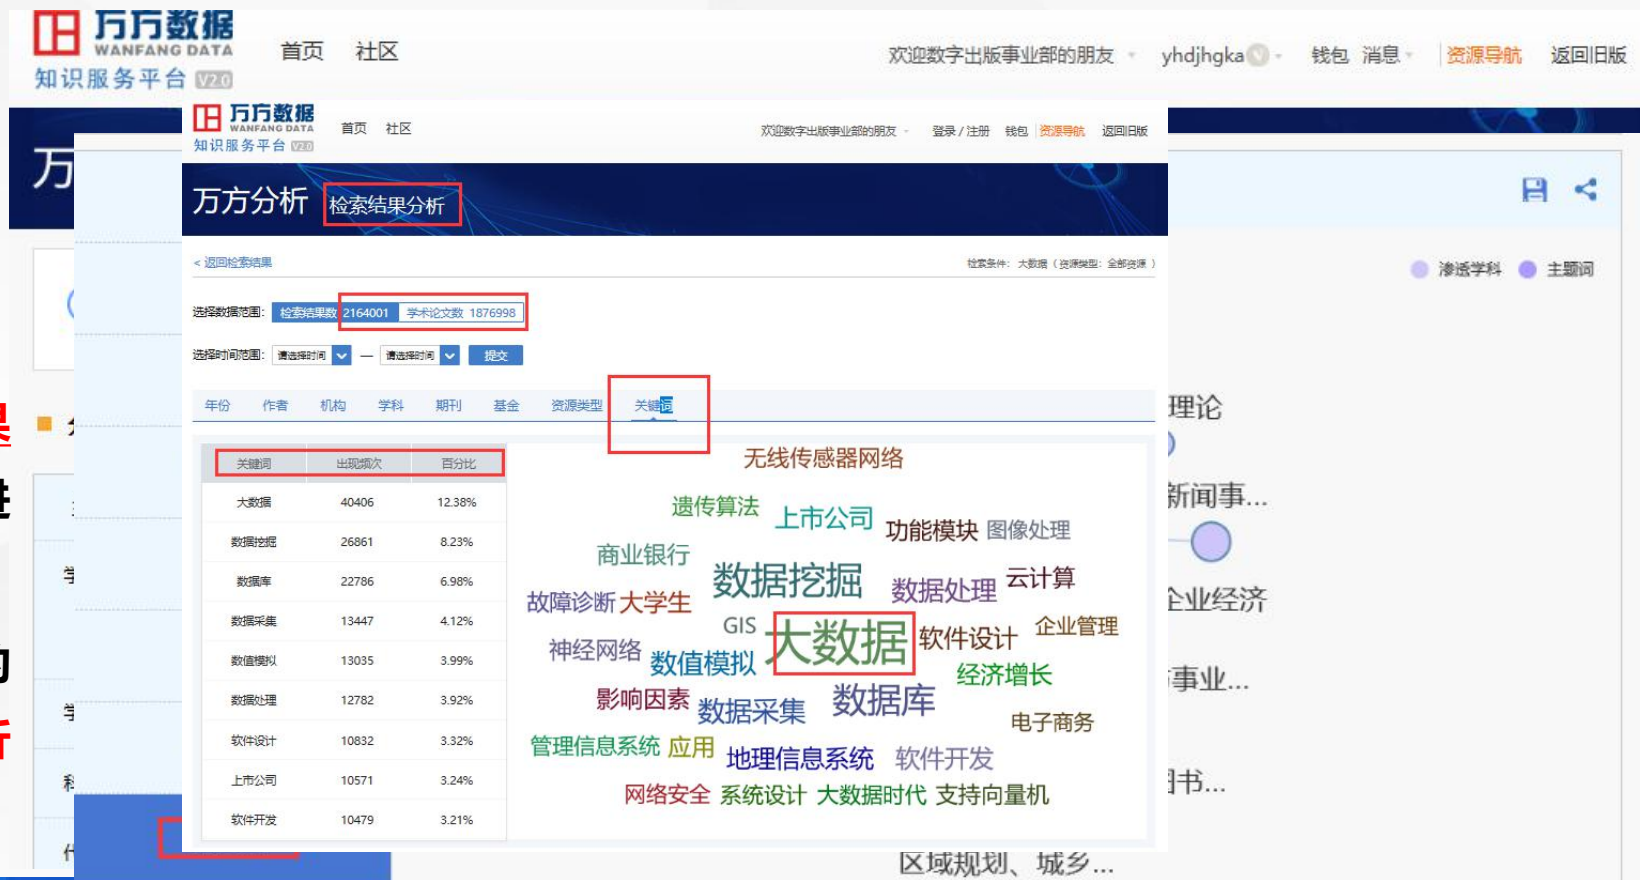 万方数据
WANFANG DATA
知识服务平台 V2.0
首页 社区
欢迎数字出版事业部的朋友 yhdjhgka 钱包 消息 资源导航 返回旧版
万方数据
WANFANG DATA
知识服务平台 V2.0
首页 社区
欢迎数字出版事业部的朋友 登录 / 注册 钱包 资源导航 返回旧版
万
万方分析 检索结果分析
< 返回检索结果
检索条件: 大数据 ( 资源类型: 全部资源 )
渗透学科 主题词
选择数据范围: 检索结果数 2164001 学术论文数 1876998
选择时间范围: 请选择时间 — 请选择时间 提交
年份 作者 机构 学科 期刊 基金 资源类型 关键词
理论
新闻事...
企业经济
事业...
图书...
区域规划、城乡...
果
进
的
析
学
学
科
代
关键词 出现频次 百分比
大数据 40406 12.38%
数据挖掘 26861 8.23%
数据库 22786 6.98%
数据采集 13447 4.12%
数值模拟 13035 3.99%
数据处理 12782 3.92%
软件设计 10832 3.32%
上市公司 10571 3.24%
软件开发 10479 3.21%
无线传感器网络
遗传算法 上市公司 功能模块 图像处理
商业银行 数据挖掘 数据处理 云计算
故障诊断 大学生
GIS 大数据 软件设计 企业管理
神经网络 数值模拟 经济增长
影响因素 数据采集 数据库 电子商务
管理信息系统 应用 地理信息系统 软件开发
网络安全 系统设计 大数据时代 支持向量机